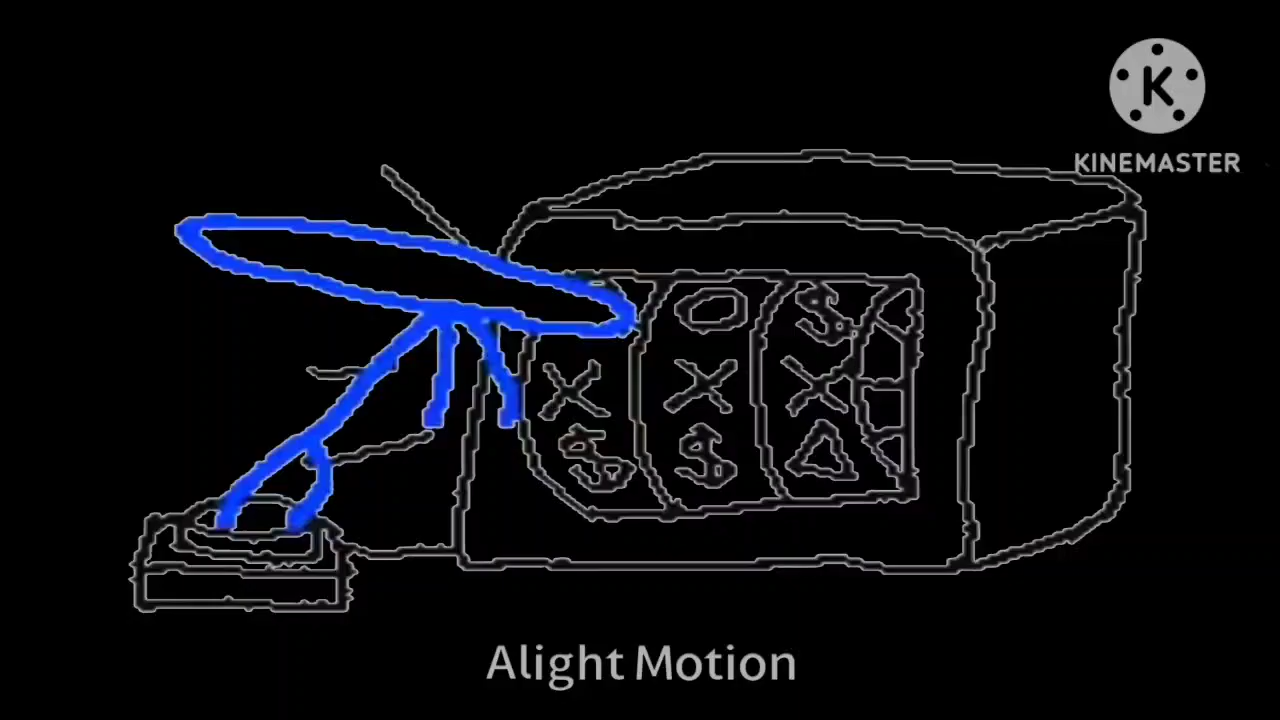 K
KINEMASTER
$
X X X
$ $
Alight Motion